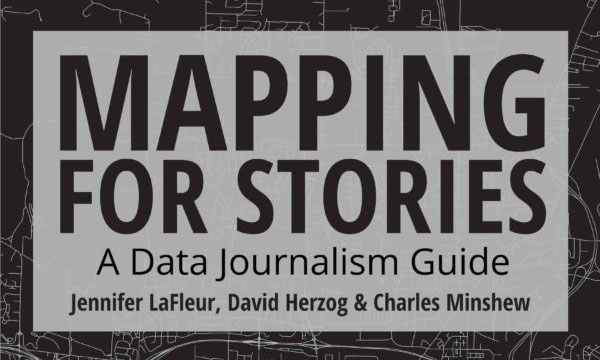 MAPPING
FOR STORIES
A Data Journalism Guide
Jennifer LaFleur, David Herzog & Charles Minshew